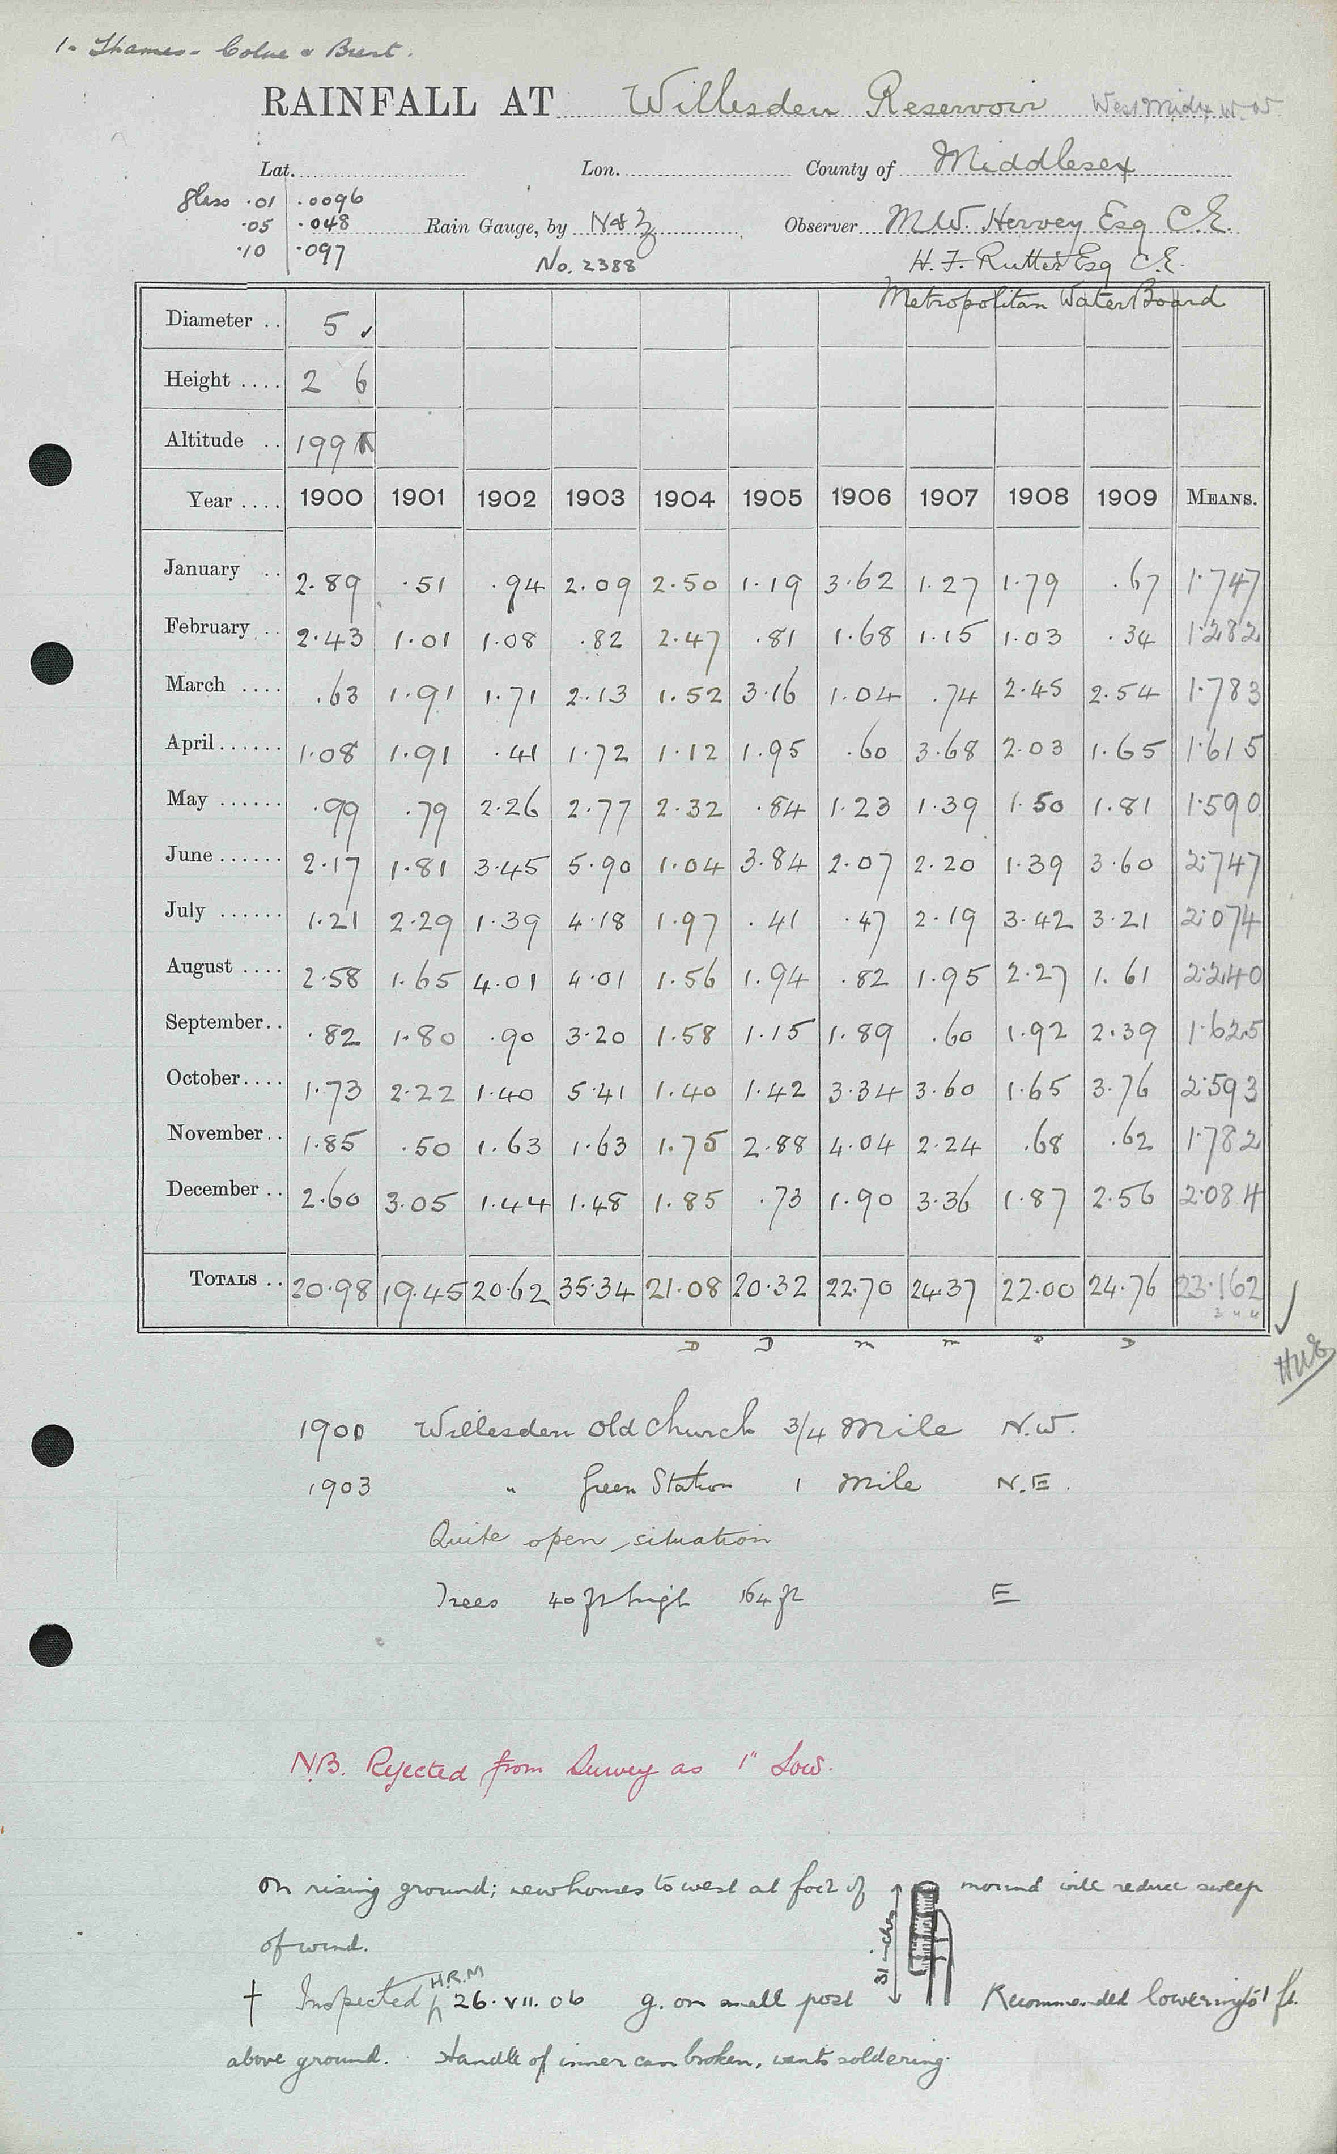 1. Thames - Colne & Brent.
RAINFALL AT Willesden Reservoir West Midx W.W
Lat. Lon. County of Middlesex
glass .01 .0096
.05 .048 Rain Gauge, by N & Z Observer M.W. Hervey Esq C.E.
.10 .097 No. 2388 H. F. Rutter Esq C.E.
Metropolitan Water Board
Diameter .. 5
Height .... 2 6
Altitude .. 199
Year .... 1900 1901 1902 1903 1904 1905 1906 1907 1908 1909 MEANS.
January .. 2.89 .51 .94 2.09 2.50 1.19 3.62 1.27 1.79 .67 1.747
February .. 2.43 1.01 1.08 .82 2.47 .81 1.68 1.15 1.03 .34 1.282
March .... .63 1.91 1.71 2.13 1.52 3.16 1.04 .74 2.45 2.54 1.783
April ...... 1.08 1.91 .41 1.72 1.12 1.95 .60 3.68 2.03 1.65 1.615
May ...... .99 .79 2.26 2.77 2.32 .84 1.23 1.39 1.50 1.81 1.590
June ...... 2.17 1.81 3.45 5.90 1.04 3.84 2.07 2.20 1.39 3.60 2.747
July ...... 1.21 2.29 1.39 4.18 1.97 .41 .47 2.19 3.42 3.21 2.074
August .... 2.58 1.65 4.01 4.01 1.56 1.94 .82 1.95 2.27 1.61 2.240
September .. .82 1.80 .90 3.20 1.58 1.15 1.89 .60 1.92 2.39 1.625
October .... 1.73 2.22 1.40 5.41 1.40 1.42 3.34 3.60 1.65 3.76 2.593
November .. 1.85 .50 1.63 1.63 1.75 2.88 4.04 2.24 .68 .62 1.782
December .. 2.60 3.05 1.44 1.48 1.85 .73 1.90 3.36 1.87 2.56 2.084
TOTALS .. 20.98 19.45 20.62 35.34 21.08 20.32 22.70 24.37 22.00 24.76 23.162
D D m m D
1900 Willesden Old Church 3/4 Mile N.W.
1903 " Green Station 1 Mile N.E.
Quite open situation
Trees 40 ft high 164 ft E
N.B. Rejected from Survey as 1" Low.
On rising ground; new houses to west at foot of mound will reduce sweep
of wind.
31 inches
† Inspected by H.R.M 26.VII.06 g. on small post Recommended lowering to 1 ft.
above ground. Handle of inner can broken, wants soldering.